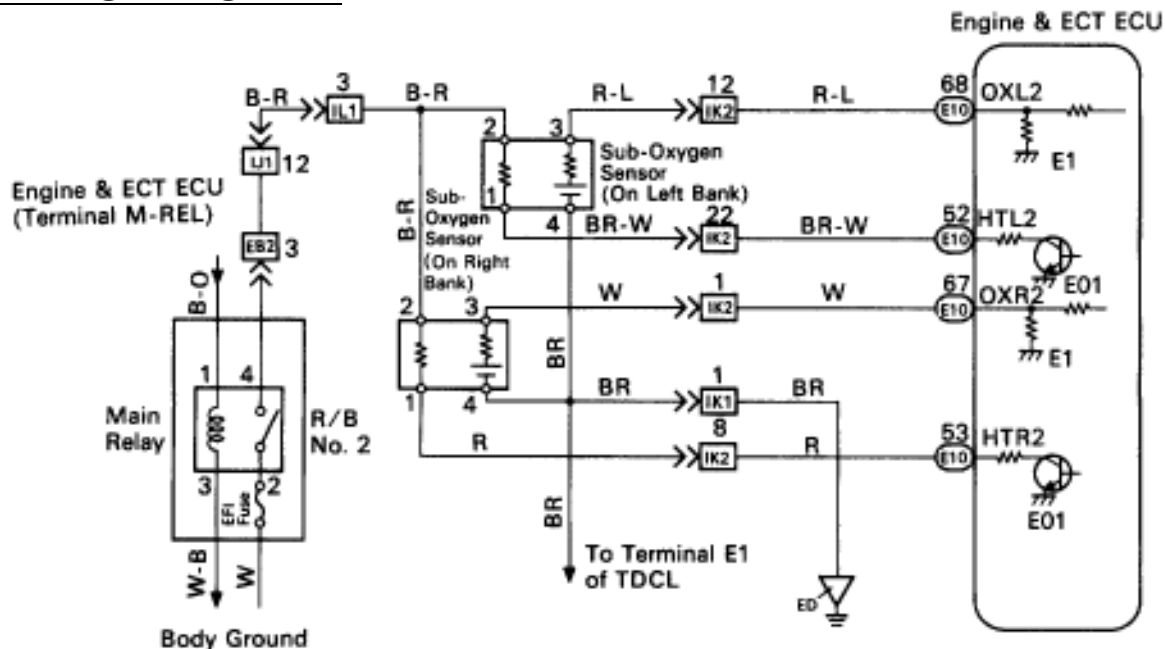 Engine & ECT ECU
3
B-R
IL1
B-R
R-L
12
IK2
R-L
68
E10
OXL2
E1
IJ1
12
2
3
Sub-Oxygen
Sensor
(On Left Bank)
1
4
Engine & ECT ECU
(Terminal M-REL)
EB2
3
B-R
Sub-
Oxygen
Sensor
(On Right
Bank)
BR-W
22
IK2
BR-W
52
E10
HTL2
E01
B-O
W
1
IK2
W
67
E10
OXR2
E1
2
3
BR
1
4
1
4
BR
1
IK1
BR
Main
Relay
R/B
No. 2
R
8
IK2
R
53
E10
HTR2
E01
3
2
EFI
Fuse
BR
W-B
W
To Terminal E1
of TDCL
ED
Body Ground